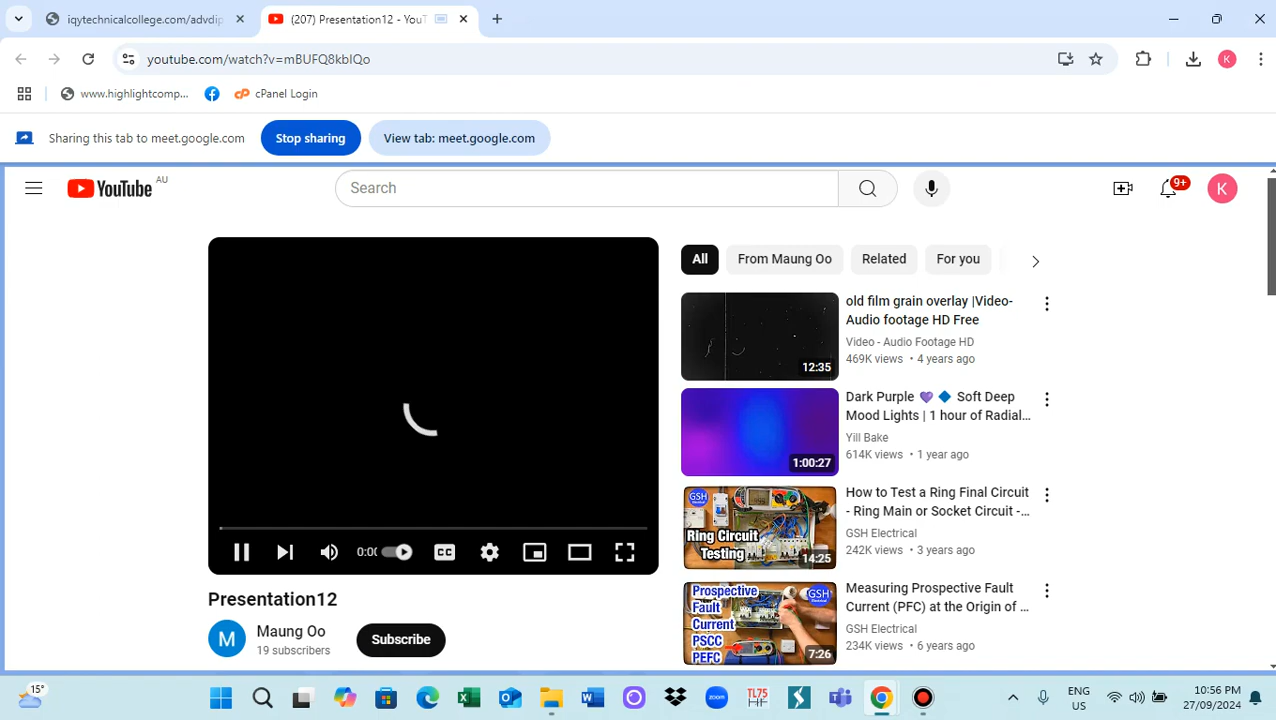 iqytechnicalcollege.com/advdip
(207) Presentation12 - YouT
youtube.com/watch?v=mBUFQ8kbIQo
K
www.highlightcomp...
cPanel Login
Sharing this tab to meet.google.com
Stop sharing
View tab: meet.google.com
YouTube AU
Search
9+
K
All
From Maung Oo
Related
For you
old film grain overlay |Video-
Audio footage HD Free
Video - Audio Footage HD
469K views • 4 years ago
12:35
Dark Purple 💜 🔷 Soft Deep
Mood Lights | 1 hour of Radial...
Yill Bake
614K views • 1 year ago
1:00:27
How to Test a Ring Final Circuit
- Ring Main or Socket Circuit -...
GSH Electrical
242K views • 3 years ago
GSH
Ring Circuit
Testing
14:25
Measuring Prospective Fault
Current (PFC) at the Origin of ...
GSH Electrical
234K views • 6 years ago
Prospective
Fault
Current
PSCC
PEFC
GSH
7:26
0:00
CC
Presentation12
M
Maung Oo
19 subscribers
Subscribe
15°
zoom
TL75
ENG
US
10:56 PM
27/09/2024